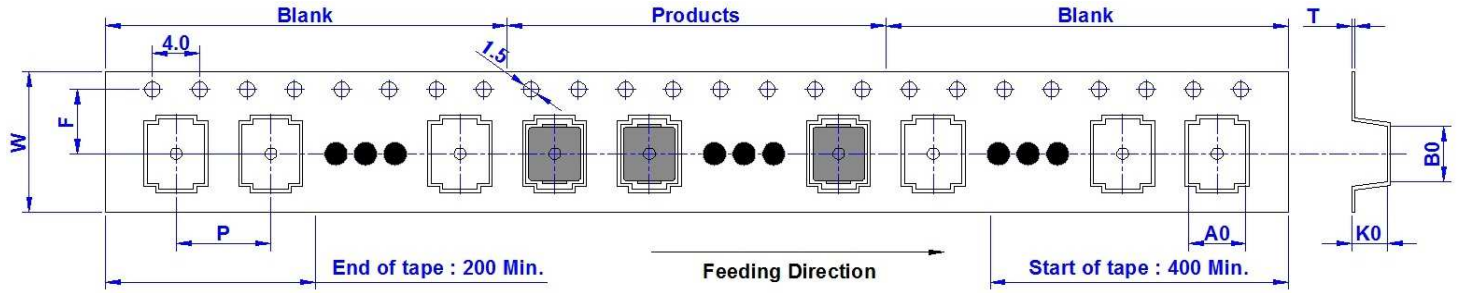 Blank
Products
Blank
T
4.0
1.5
F
W
B0
P
A0
K0
End of tape : 200 Min.
Feeding Direction
Start of tape : 400 Min.